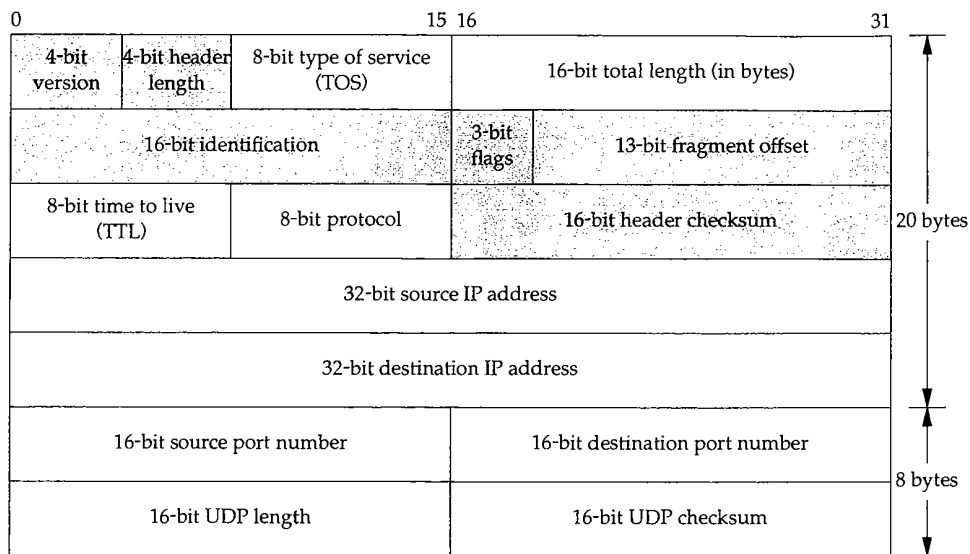 0 15 16 31
4-bit version
4-bit header length
8-bit type of service (TOS)
16-bit total length (in bytes)
16-bit identification
3-bit flags
13-bit fragment offset
8-bit time to live (TTL)
8-bit protocol
16-bit header checksum
20 bytes
32-bit source IP address
32-bit destination IP address
16-bit source port number
16-bit destination port number
8 bytes
16-bit UDP length
16-bit UDP checksum